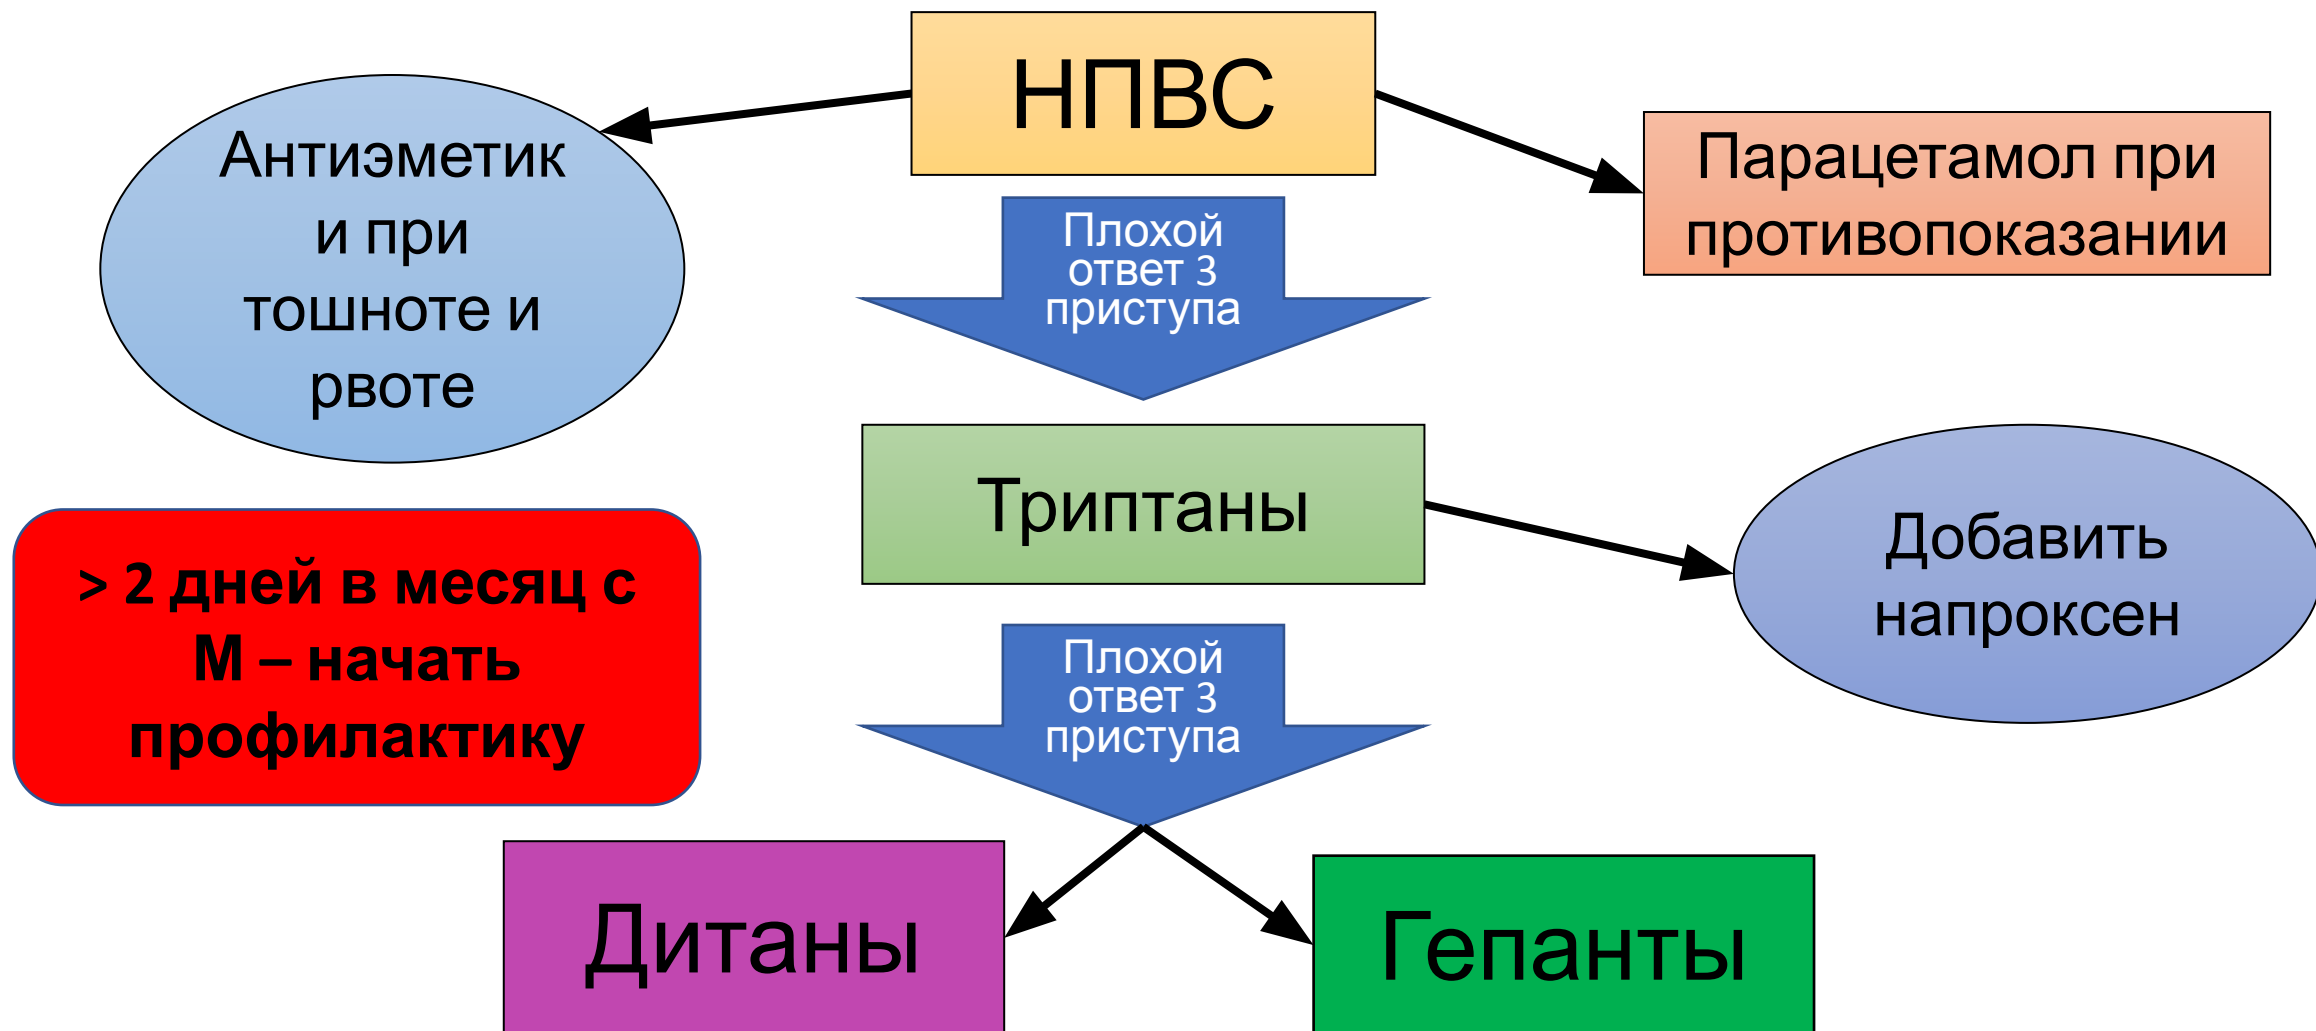 НПВС
Антиэметик
и при
тошноте и
рвоте
Парацетамол при
противопоказании
Плохой
ответ 3
приступа
Триптаны
Добавить
напроксен
> 2 дней в месяц с
М – начать
профилактику
Плохой
ответ 3
приступа
Дитаны
Гепанты